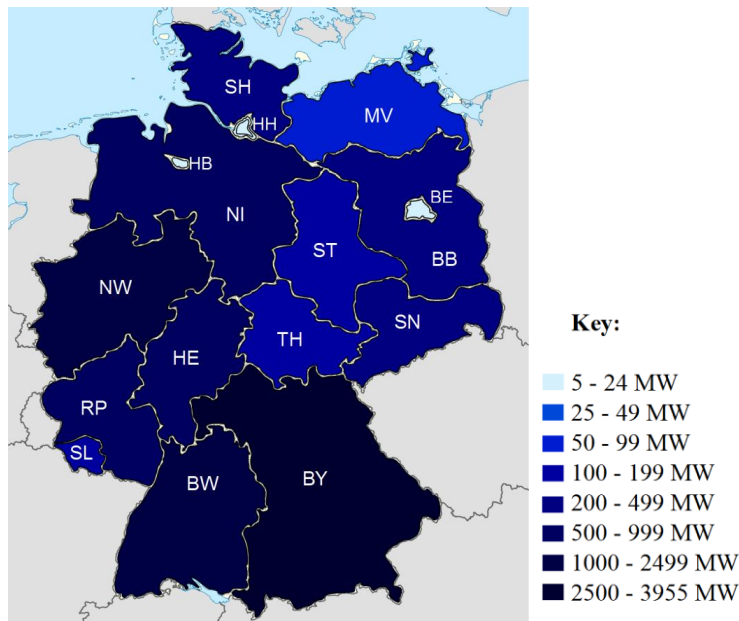 SH
HH
MV
HB
BE
NI
ST
BB
NW
SN
TH
HE
RP
SL
BW
BY
Key:
5 - 24 MW
25 - 49 MW
50 - 99 MW
100 - 199 MW
200 - 499 MW
500 - 999 MW
1000 - 2499 MW
2500 - 3955 MW